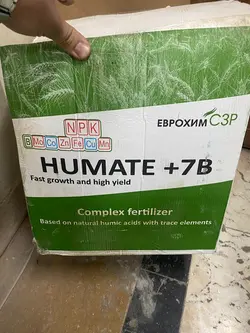 ЕВРОХИМ СЗР
NPK
B Mo Co Zn Fe Cu Mn
HUMATE +7B
Fast growth and high yield
Complex fertilizer
Based on natural humic acids with trace elements